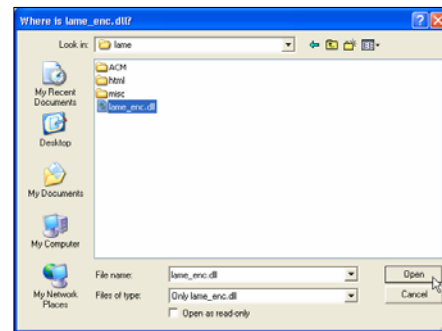 Where is lame_enc.dll?
Look in:
lame
ACM
html
misc
lame_enc.dll
My Recent
Documents
Desktop
My Documents
My Computer
My Network
Places
File name:
lame_enc.dll
Open
Files of type:
Only lame_enc.dll
Cancel
Open as read-only